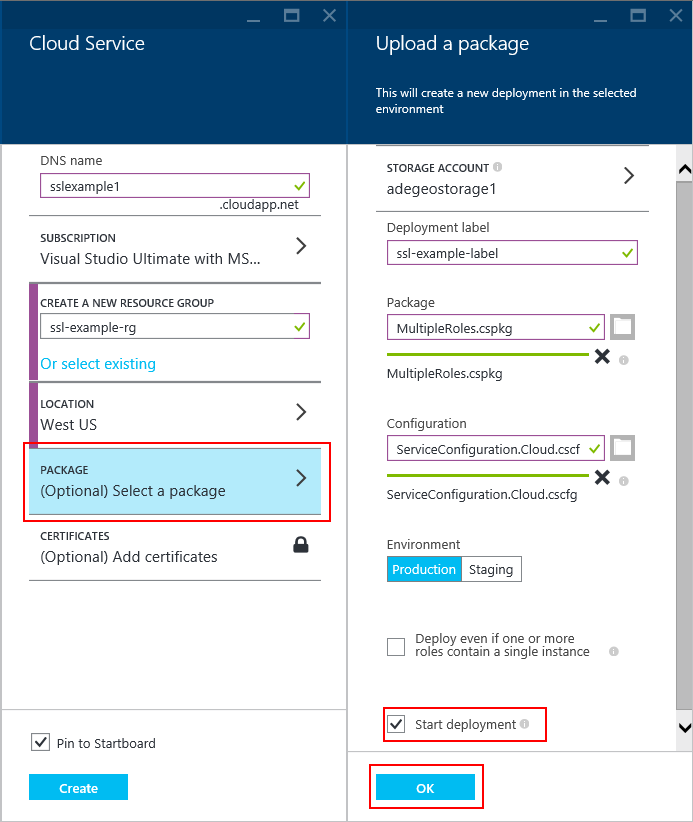 Cloud Service
DNS name
sslexample1
.cloudapp.net
SUBSCRIPTION
Visual Studio Ultimate with MS...
CREATE A NEW RESOURCE GROUP
ssl-example-rg
Or select existing
LOCATION
West US
PACKAGE
(Optional) Select a package
CERTIFICATES
(Optional) Add certificates
Pin to Startboard
Create
Upload a package
This will create a new deployment in the selected
environment
STORAGE ACCOUNT
adegeostorage1
Deployment label
ssl-example-label
Package
MultipleRoles.cspkg
MultipleRoles.cspkg
Configuration
ServiceConfiguration.Cloud.cscf
ServiceConfiguration.Cloud.cscfg
Environment
Production Staging
Deploy even if one or more
roles contain a single instance
Start deployment
OK